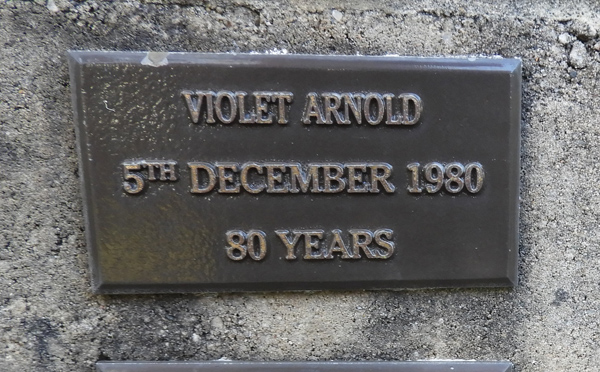 VIOLET ARNOLD
5TH DECEMBER 1980
80 YEARS